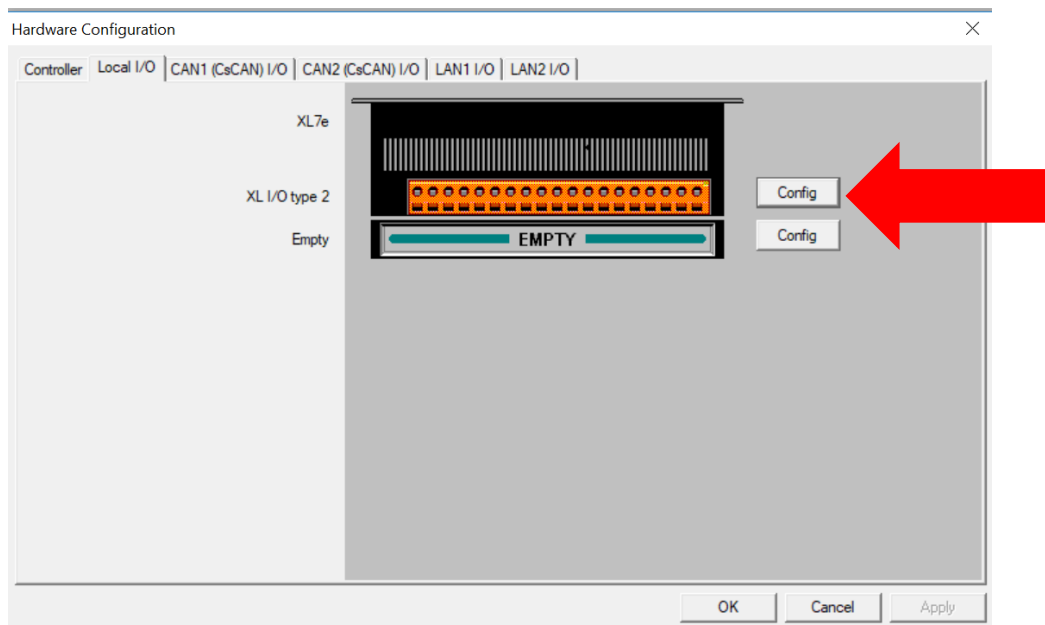 Hardware Configuration
Controller Local I/O CAN1 (CsCAN) I/O CAN2 (CsCAN) I/O LAN1 I/O LAN2 I/O
XL7e
XL I/O type 2 Config
Empty EMPTY Config
OK Cancel Apply